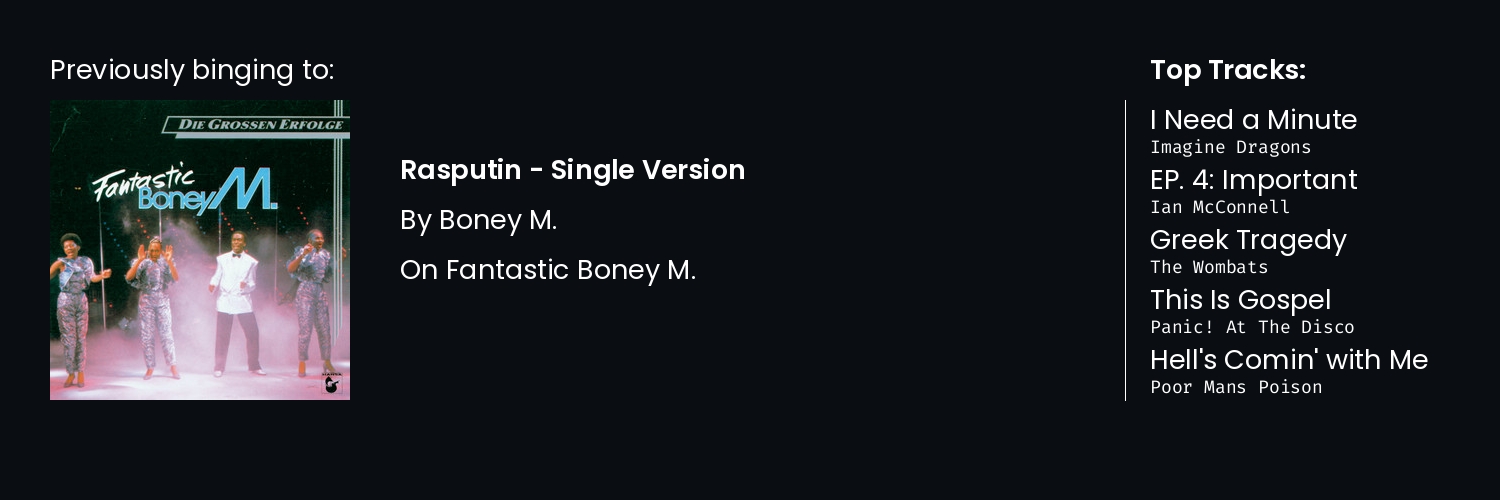 Previously binging to:
DIE GROSSEN ERFOLGE
Fantastic
Boney M.
Rasputin - Single Version
By Boney M.
On Fantastic Boney M.
Top Tracks:
I Need a Minute
Imagine Dragons
EP. 4: Important
Ian McConnell
Greek Tragedy
The Wombats
This Is Gospel
Panic! At The Disco
Hell's Comin' with Me
Poor Mans Poison